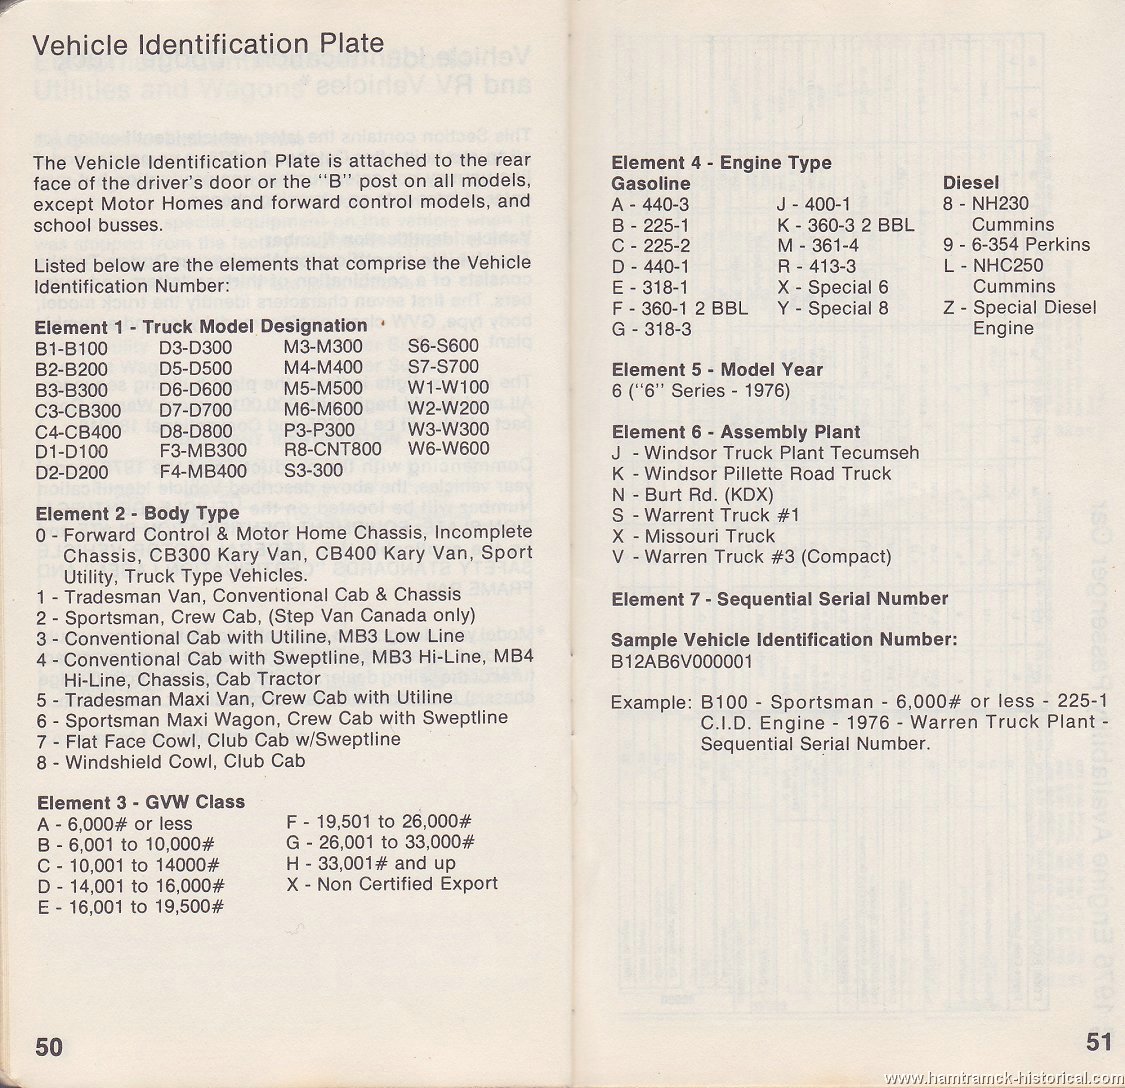 Vehicle Identification Plate
The Vehicle Identification Plate is attached to the rear
face of the driver's door or the "B" post on all models,
except Motor Homes and forward control models, and
school busses.
Listed below are the elements that comprise the Vehicle
Identification Number:
Element 1 - Truck Model Designation
B1-B100 D3-D300 M3-M300 S6-S600
B2-B200 D5-D500 M4-M400 S7-S700
B3-B300 D6-D600 M5-M500 W1-W100
C3-CB300 D7-D700 M6-M600 W2-W200
C4-CB400 D8-D800 P3-P300 W3-W300
D1-D100 F3-MB300 R8-CNT800 W6-W600
D2-D200 F4-MB400 S3-300
Element 2 - Body Type
0 - Forward Control & Motor Home Chassis, Incomplete
Chassis, CB300 Kary Van, CB400 Kary Van, Sport
Utility, Truck Type Vehicles.
1 - Tradesman Van, Conventional Cab & Chassis
2 - Sportsman, Crew Cab, (Step Van Canada only)
3 - Conventional Cab with Utiline, MB3 Low Line
4 - Conventional Cab with Sweptline, MB3 Hi-Line, MB4
Hi-Line, Chassis, Cab Tractor
5 - Tradesman Maxi Van, Crew Cab with Utiline
6 - Sportsman Maxi Wagon, Crew Cab with Sweptline
7 - Flat Face Cowl, Club Cab w/Sweptline
8 - Windshield Cowl, Club Cab
Element 3 - GVW Class
A - 6,000# or less F - 19,501 to 26,000#
B - 6,001 to 10,000# G - 26,001 to 33,000#
C - 10,001 to 14000# H - 33,001# and up
D - 14,001 to 16,000# X - Non Certified Export
E - 16,001 to 19,500#
50
Element 4 - Engine Type
Gasoline Diesel
A - 440-3 J - 400-1 8 - NH230
B - 225-1 K - 360-3 2 BBL Cummins
C - 225-2 M - 361-4 9 - 6-354 Perkins
D - 440-1 R - 413-3 L - NHC250
E - 318-1 X - Special 6 Cummins
F - 360-1 2 BBL Y - Special 8 Z - Special Diesel
G - 318-3 Engine
Element 5 - Model Year
6 ("6" Series - 1976)
Element 6 - Assembly Plant
J - Windsor Truck Plant Tecumseh
K - Windsor Pillette Road Truck
N - Burt Rd. (KDX)
S - Warrent Truck #1
X - Missouri Truck
V - Warren Truck #3 (Compact)
Element 7 - Sequential Serial Number
Sample Vehicle Identification Number:
B12AB6V000001
Example: B100 - Sportsman - 6,000# or less - 225-1
C.I.D. Engine - 1976 - Warren Truck Plant -
Sequential Serial Number.
51
www.hamtramck-historical.com